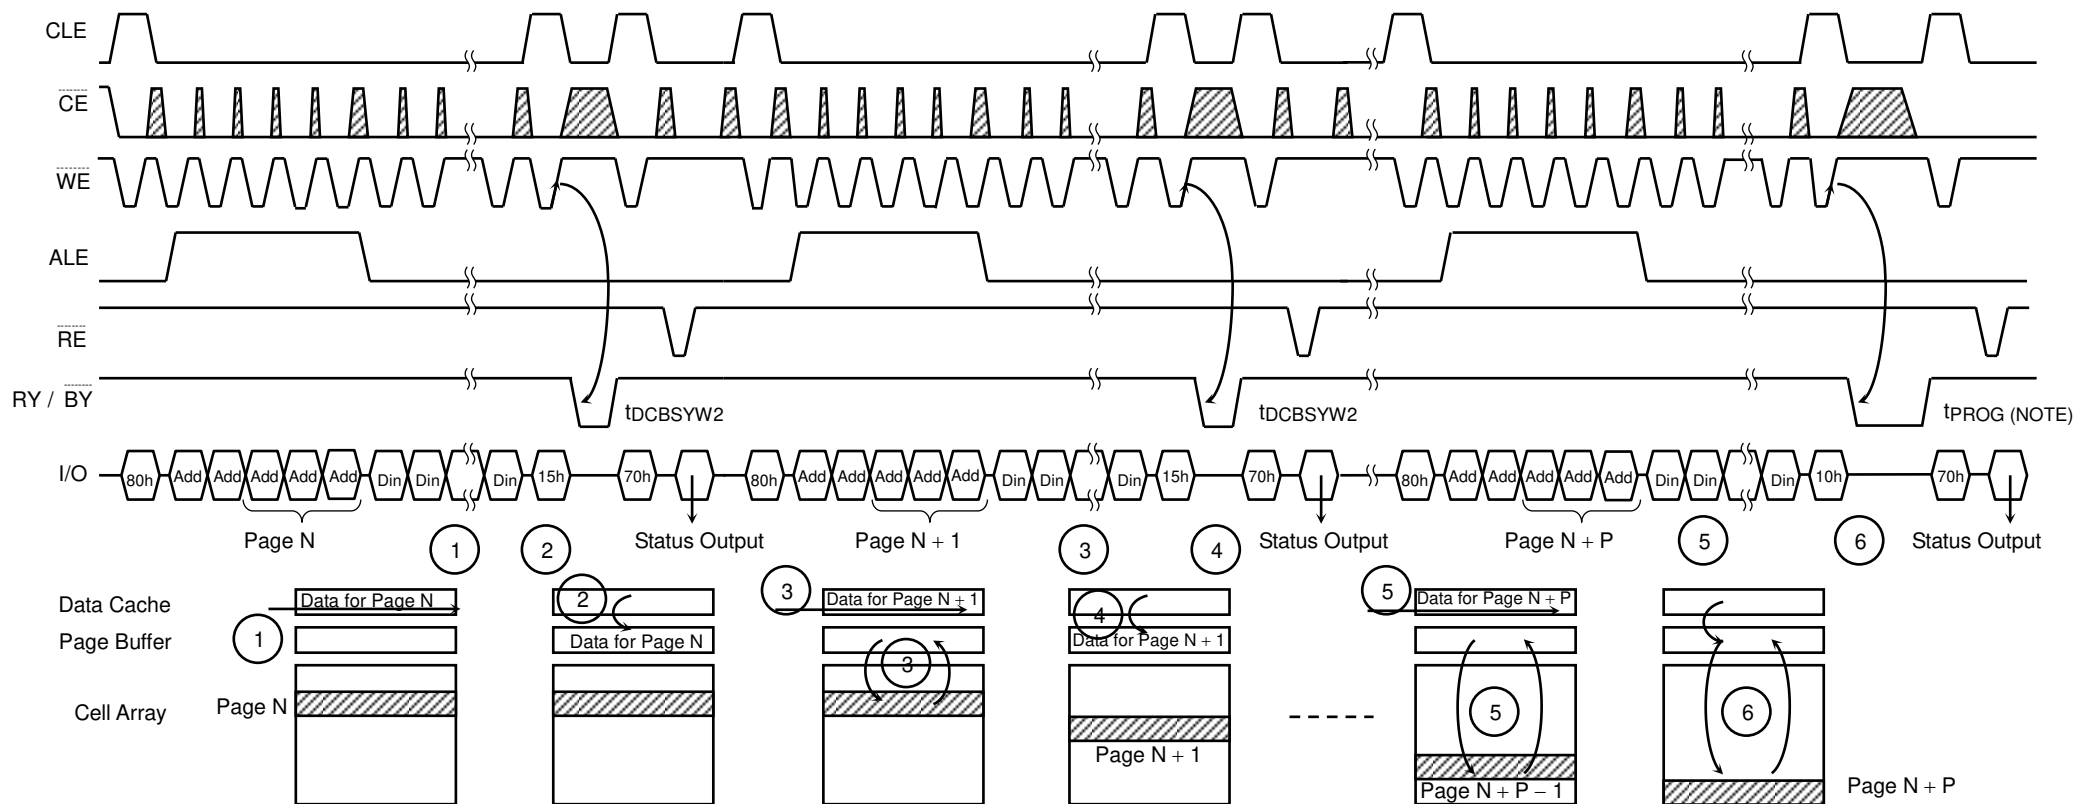 CLE
CE
WE
ALE
RE
RY / BY
tDCBSYW2 tDCBSYW2 tPROG (NOTE)
I/O 80h Add Add Add Add Add Din Din Din 15h 70h 80h Add Add Add Add Add Din Din Din 15h 70h 80h Add Add Add Add Add Din Din Din 10h 70h
Page N 1 2 Status Output Page N + 1 3 4 Status Output Page N + P 5 6 Status Output
Data Cache Data for Page N 2 3 Data for Page N + 1 4 5 Data for Page N + P
Page Buffer 1 Data for Page N 3 Data for Page N + 1
Cell Array Page N 5 6
Page N + 1
Page N + P − 1 Page N + P